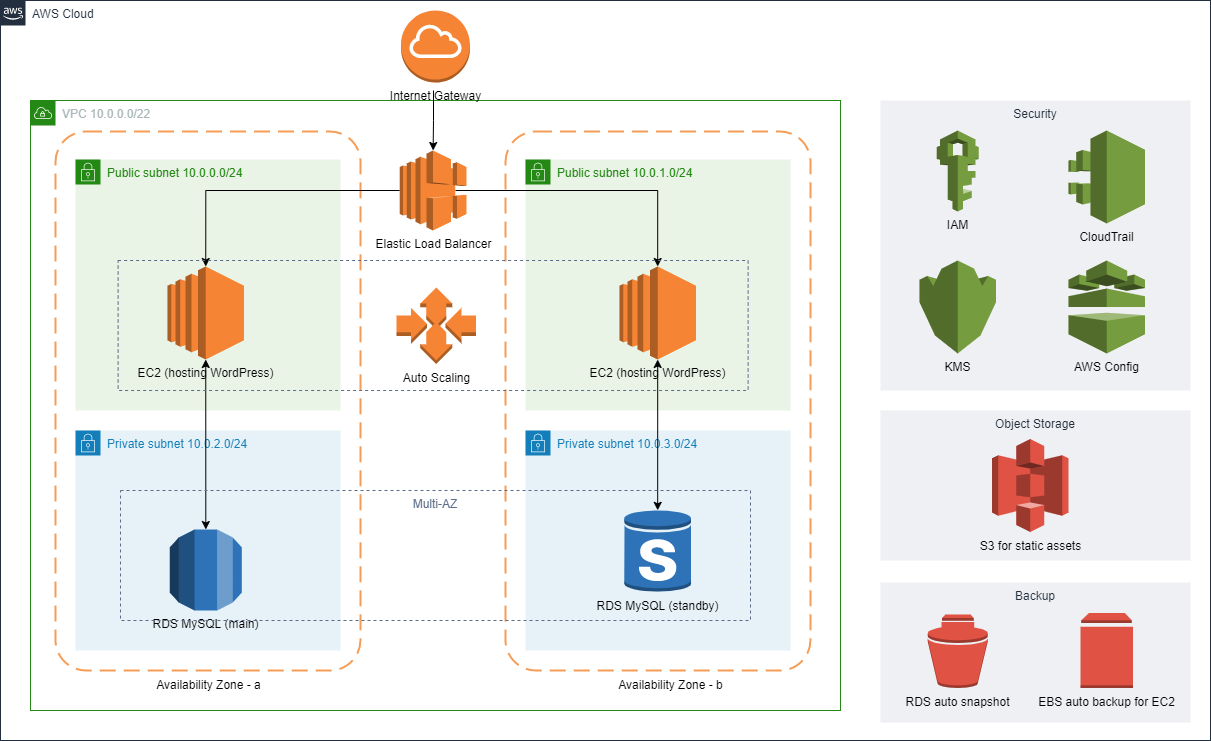 aws
AWS Cloud
Internet Gateway
VPC 10.0.0.0/22
Public subnet 10.0.0.0/24
Public subnet 10.0.1.0/24
Elastic Load Balancer
EC2 (hosting WordPress)
Auto Scaling
EC2 (hosting WordPress)
Private subnet 10.0.2.0/24
Private subnet 10.0.3.0/24
Multi-AZ
S
RDS MySQL (main)
RDS MySQL (standby)
Availability Zone - a
Availability Zone - b
Security
IAM
CloudTrail
KMS
AWS Config
Object Storage
S3 for static assets
Backup
RDS auto snapshot
EBS auto backup for EC2